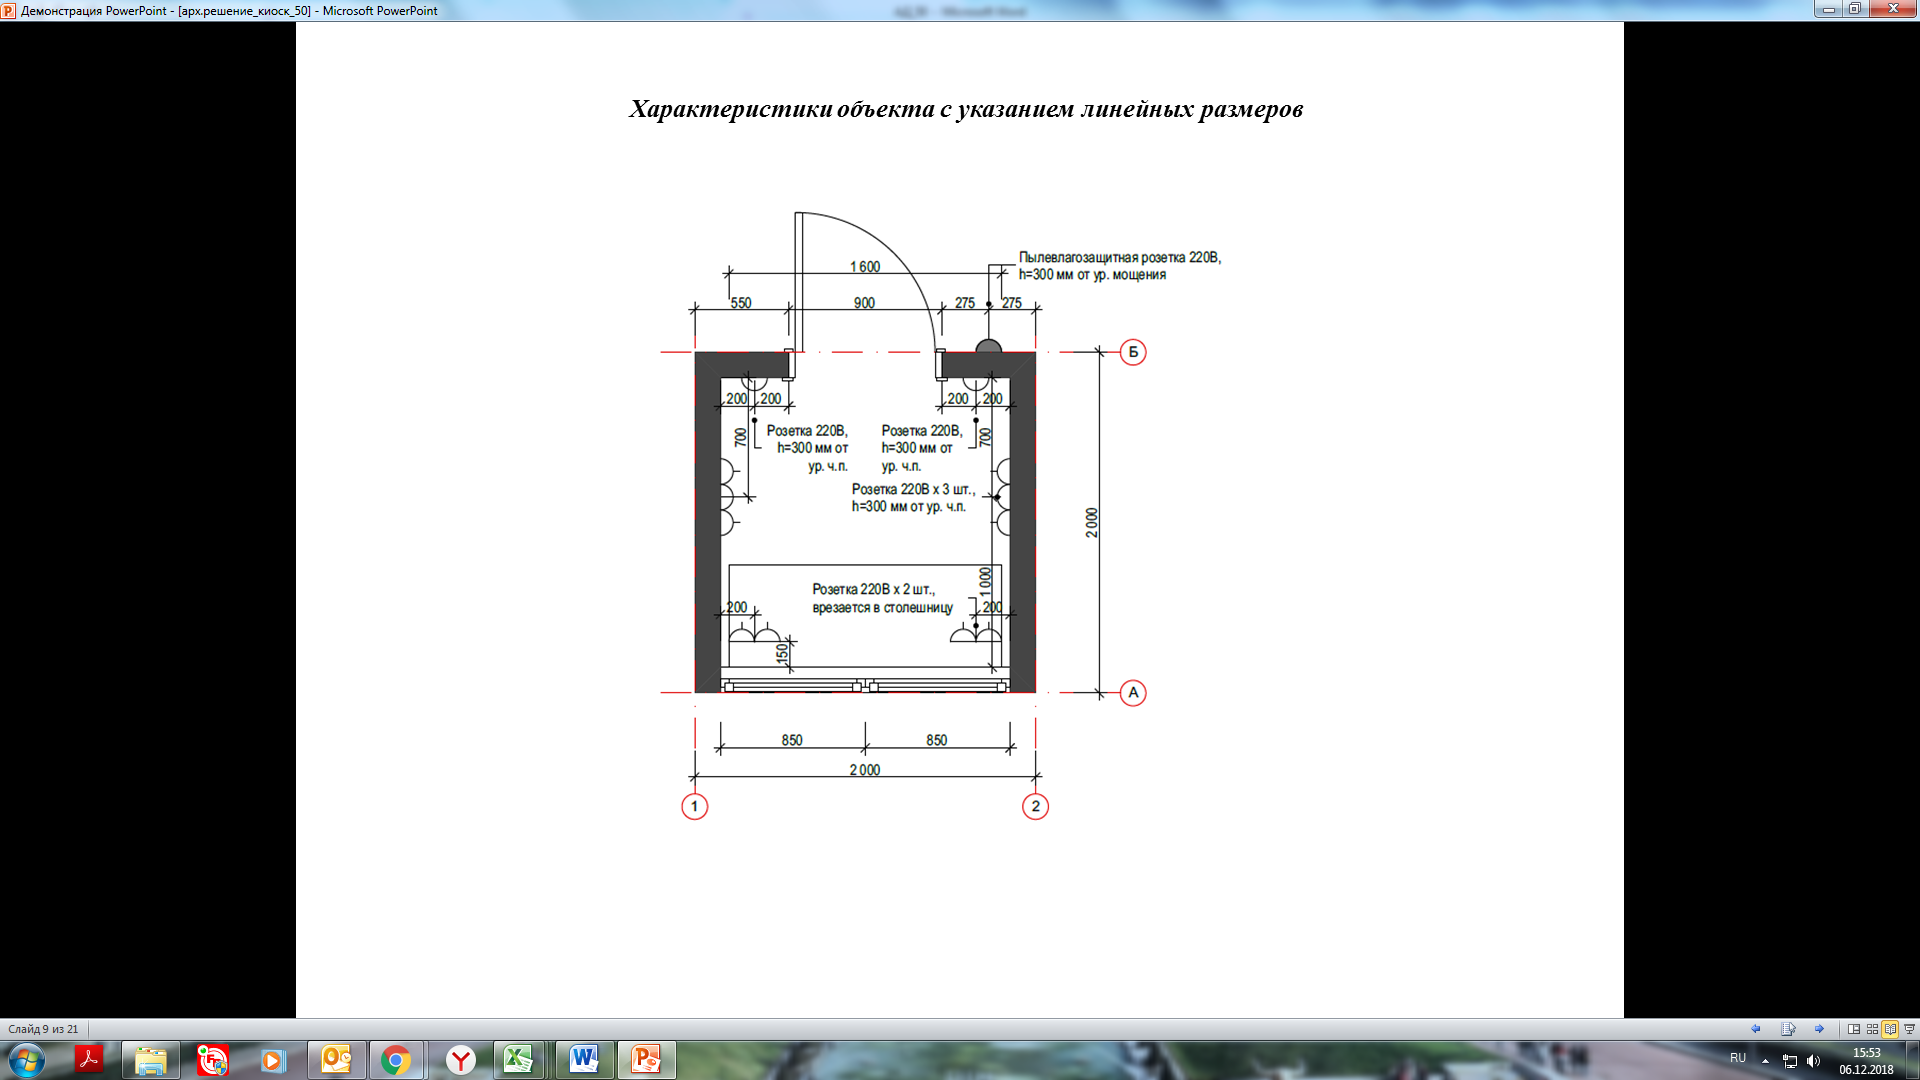 Демонстрация PowerPoint - [арх.решение_киоск_50] - Microsoft PowerPoint
Характеристики объекта с указанием линейных размеров
Пылевлагозащитная розетка 220В,
h=300 мм от ур. мощения
1 600
550
900
275
275
Б
200
200
200
200
700
Розетка 220В,
h=300 мм от
ур. ч.п.
Розетка 220В,
h=300 мм от
ур. ч.п.
700
Розетка 220В х 3 шт.,
h=300 мм от ур. ч.п.
2 000
1 000
Розетка 220В х 2 шт.,
врезается в столешницу
200
200
150
А
850
850
2 000
1
2
Слайд 9 из 21
RU
15:53
06.12.2018